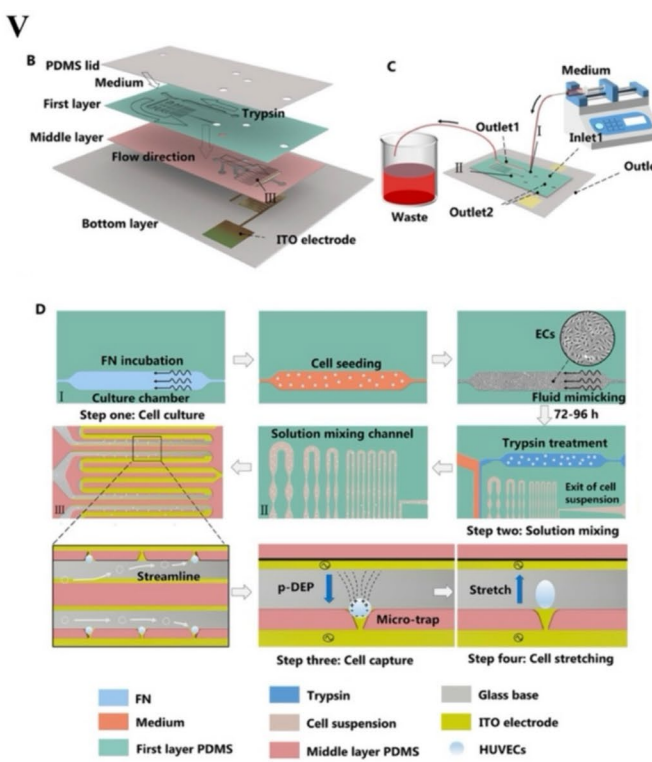 V
B
PDMS lid
Medium
First layer
Trypsin
Middle layer
Flow direction
III
Bottom layer
ITO electrode
C
Medium
Outlet1
I
Inlet1
II
Outle
Outlet2
Waste
D
FN incubation
Culture chamber
I
Step one: Cell culture
Cell seeding
ECs
Fluid mimicking
72-96 h
Trypsin treatment
Exit of cell
suspension
Step two: Solution mixing
Solution mixing channel
II
III
Streamline
p-DEP
Micro-trap
Step three: Cell capture
Stretch
Step four: Cell stretching
FN
Medium
First layer PDMS
Trypsin
Cell suspension
Middle layer PDMS
Glass base
ITO electrode
HUVECs